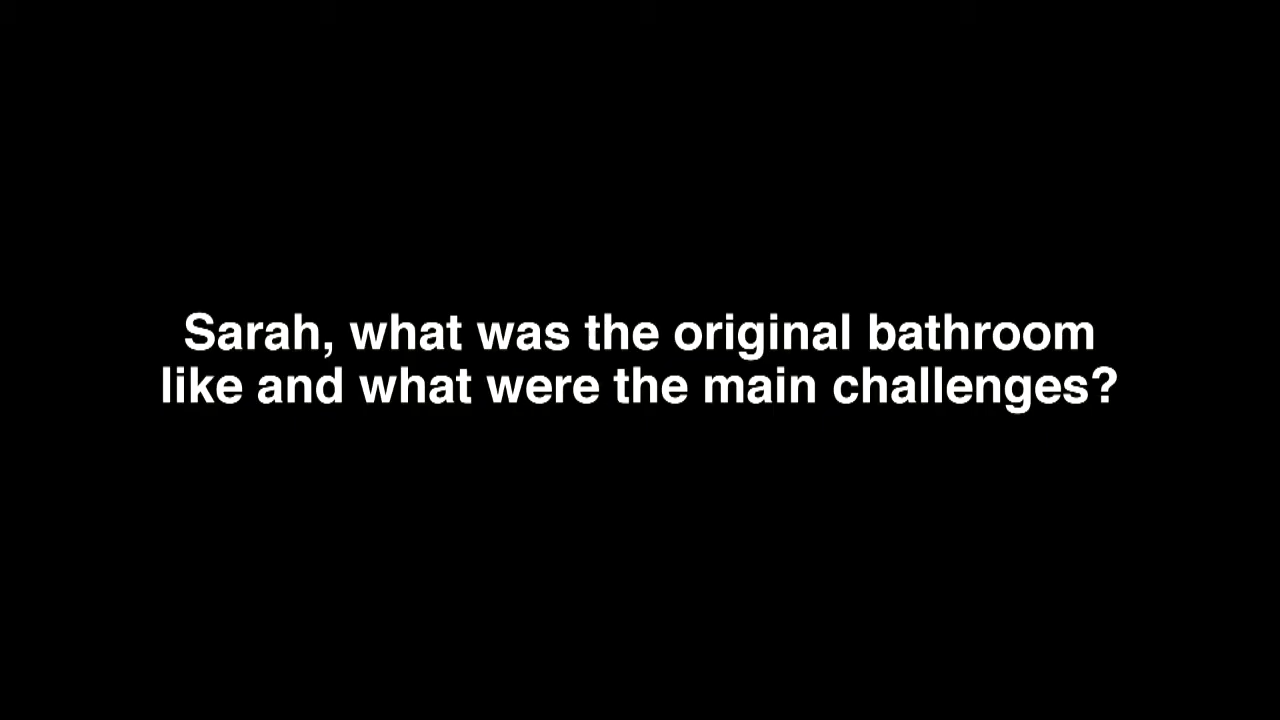 Sarah, what was the original bathroom
like and what were the main challenges?